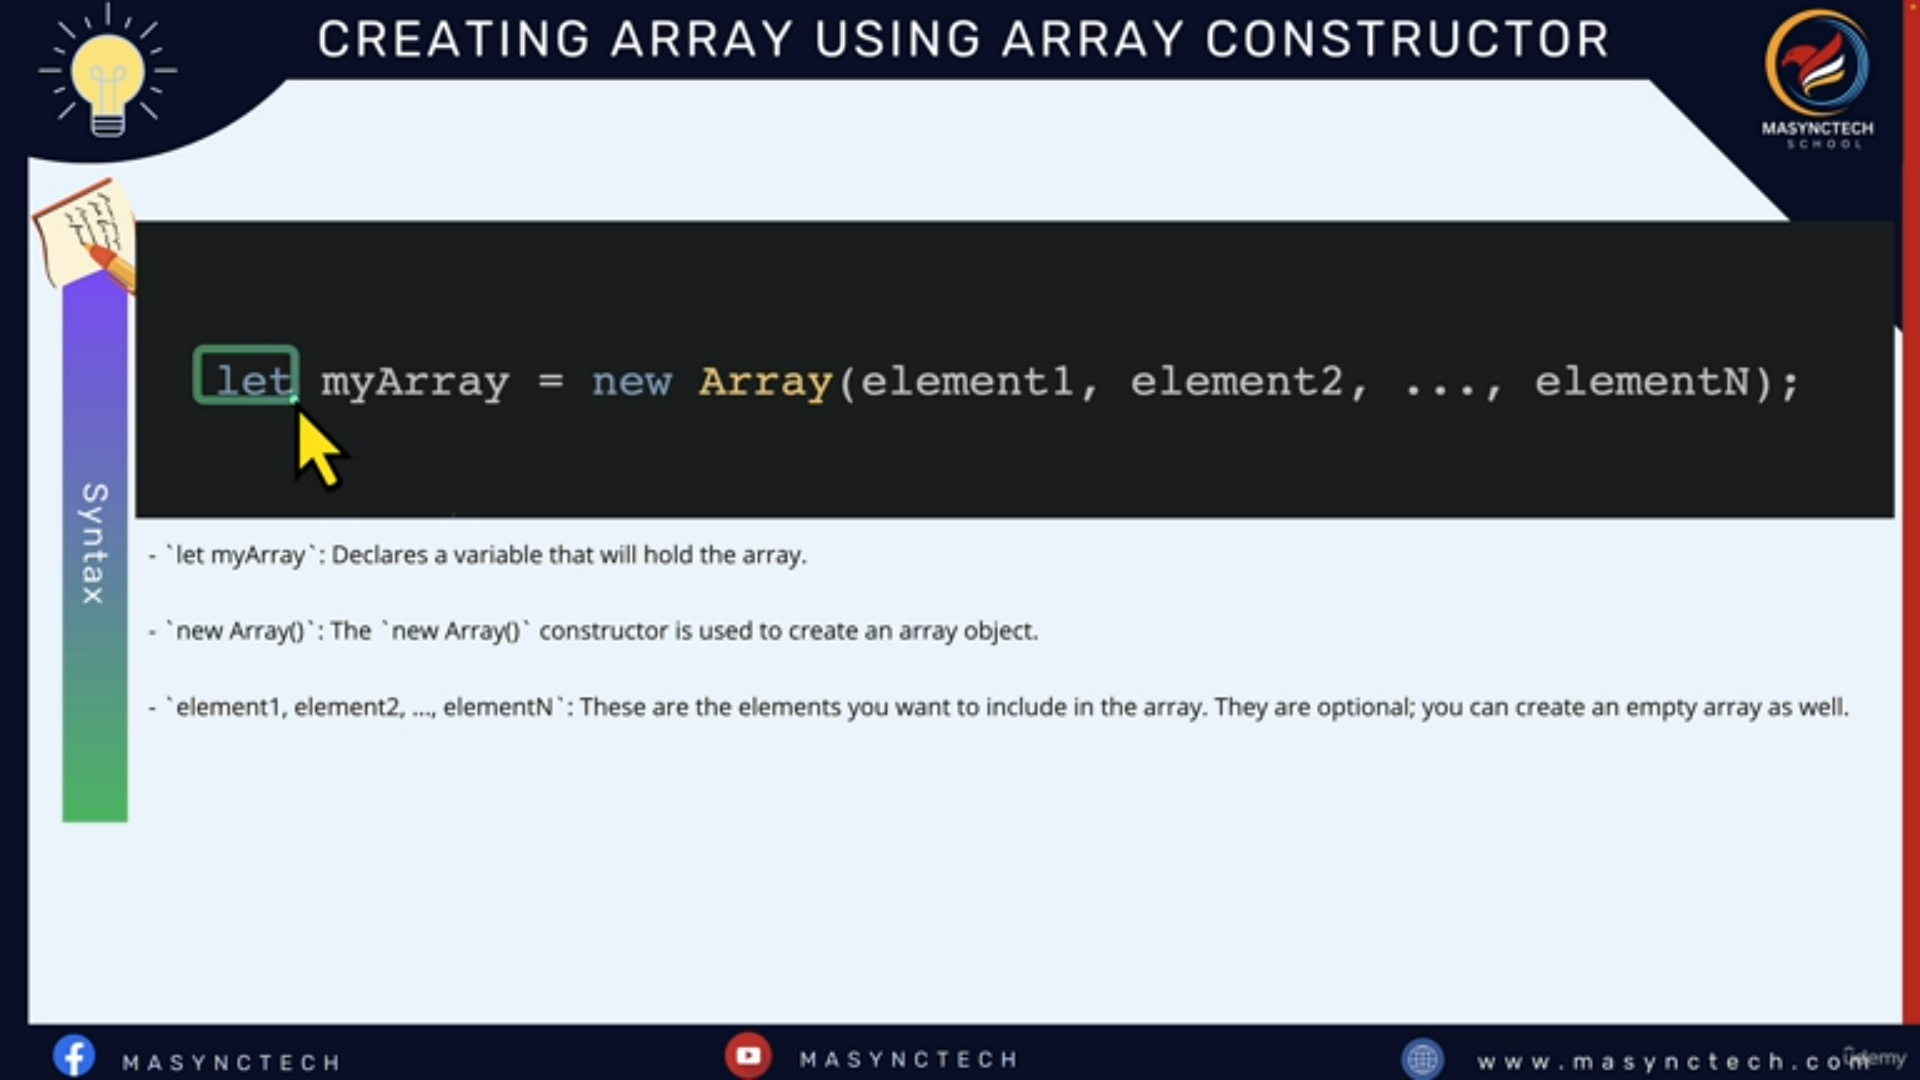 CREATING ARRAY USING ARRAY CONSTRUCTOR
MASYNCTECH
SCHOOL
let myArray = new Array(element1, element2, ..., elementN);
Syntax
- `let myArray`: Declares a variable that will hold the array.
- `new Array()`: The `new Array()` constructor is used to create an array object.
- `element1, element2, ..., elementN`: These are the elements you want to include in the array. They are optional; you can create an empty array as well.
MASYNCTECH
MASYNCTECH
www.masynctech.com
Udemy